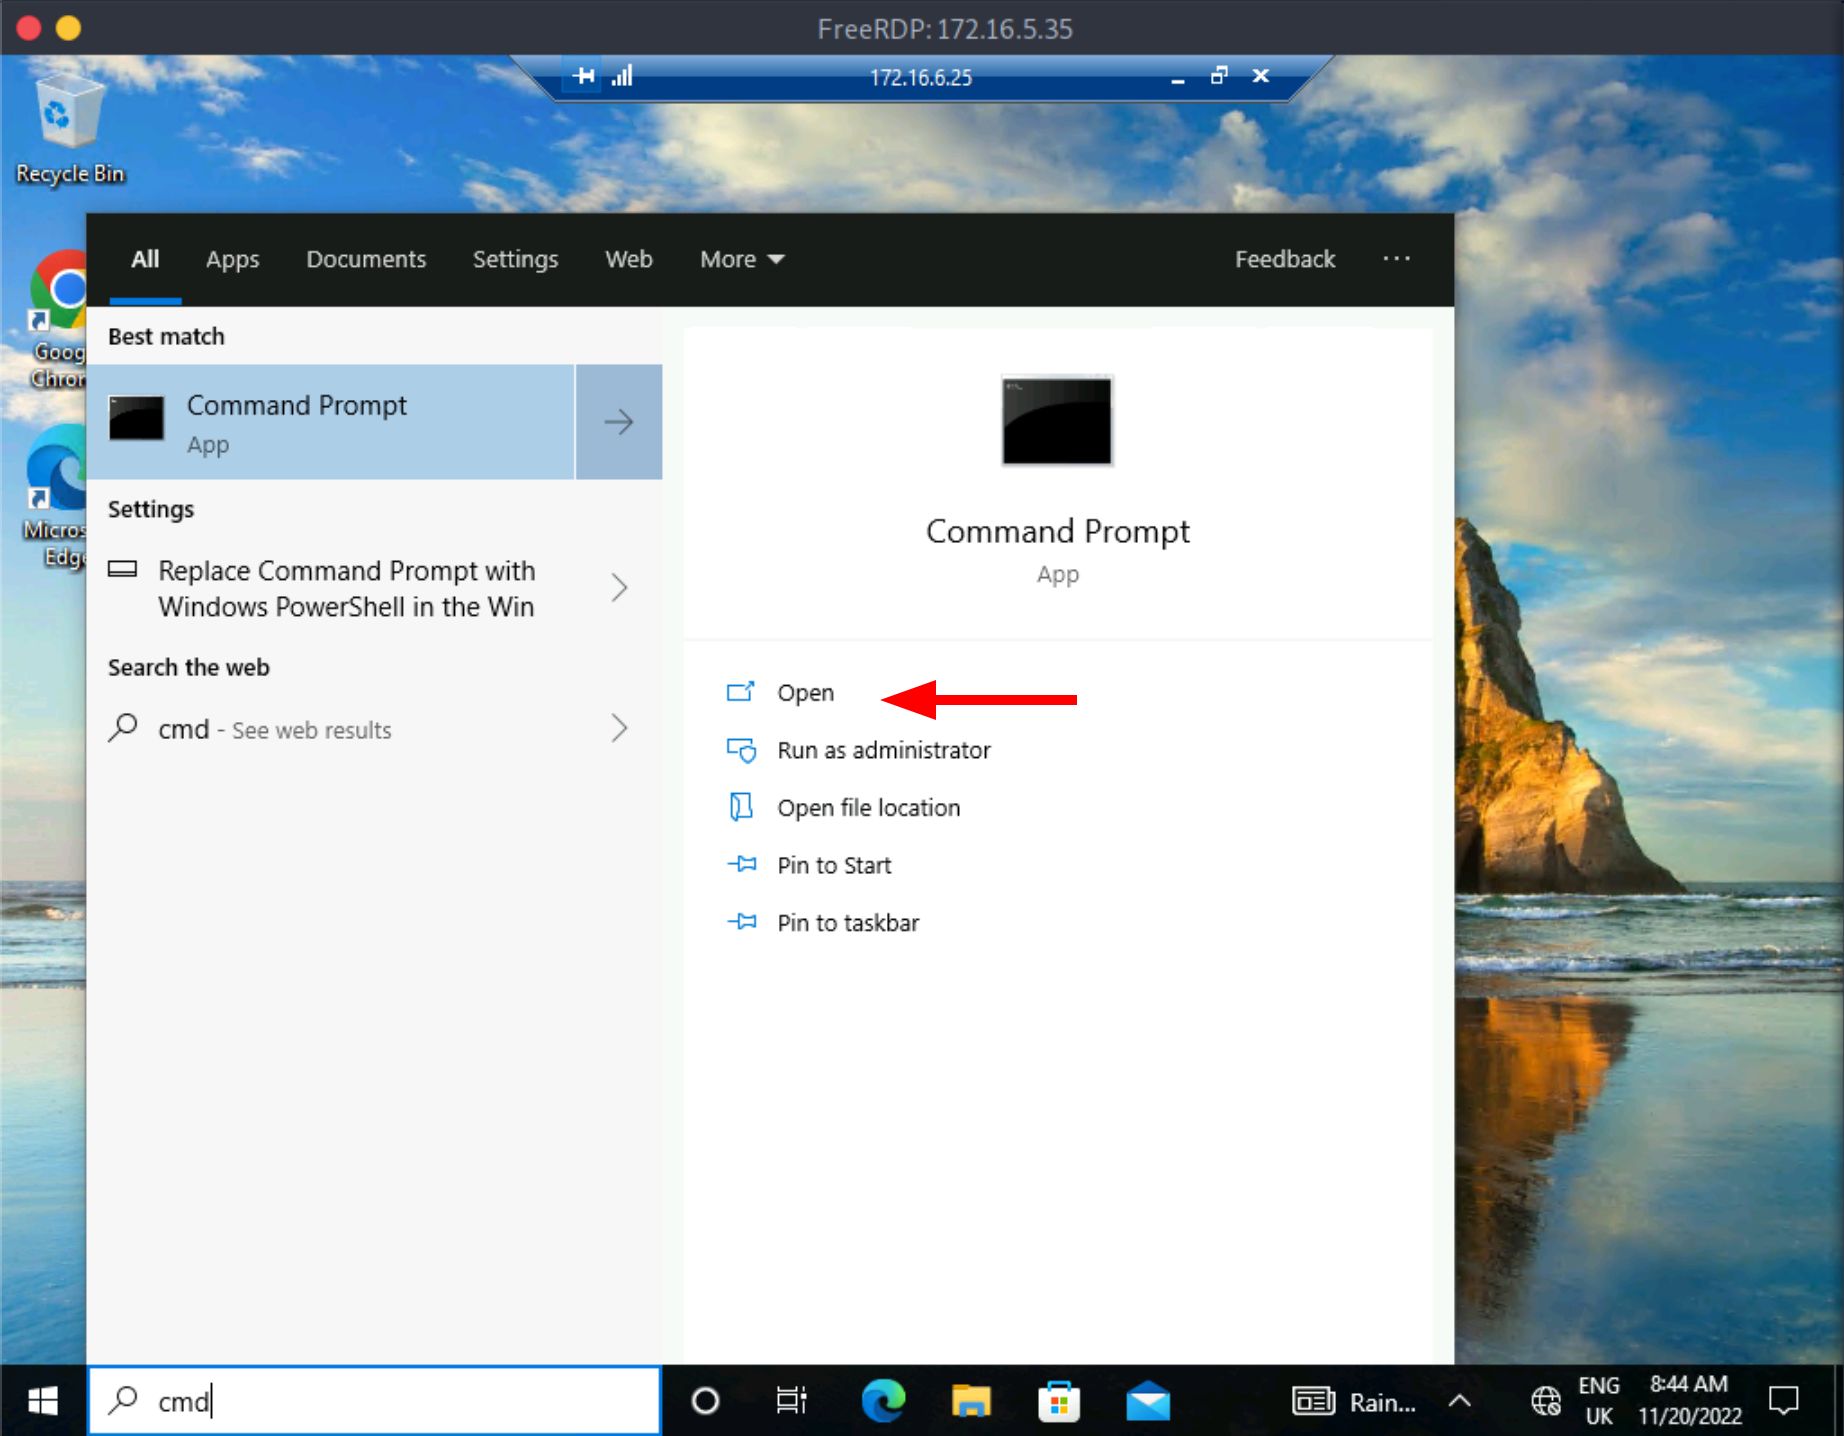 FreeRDP: 172.16.5.35
172.16.6.25
Recycle Bin
All Apps Documents Settings Web More Feedback ...
Goog
Chron
Micros
Edge
Best match
Command Prompt
App
Settings
Replace Command Prompt with
Windows PowerShell in the Win
Search the web
cmd - See web results
Command Prompt
App
Open
Run as administrator
Open file location
Pin to Start
Pin to taskbar
cmd
Rain...
ENG
UK
8:44 AM
11/20/2022